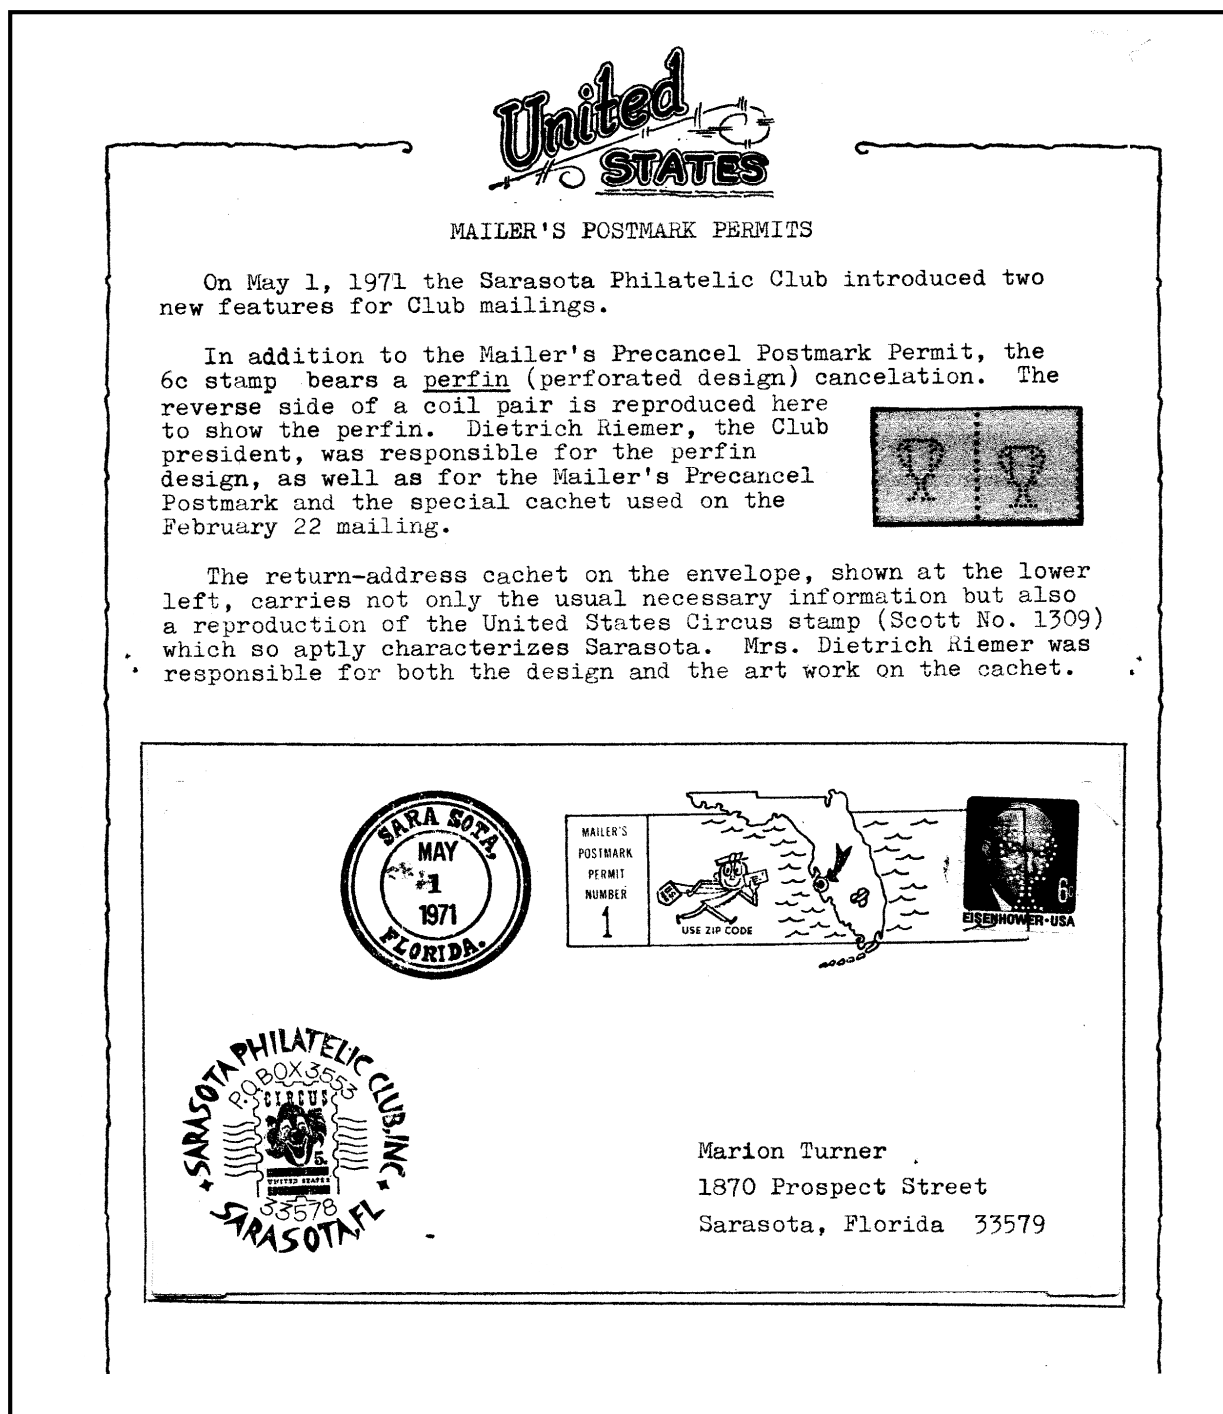 United
STATES
MAILER'S POSTMARK PERMITS
On May 1, 1971 the Sarasota Philatelic Club introduced two
new features for Club mailings.
In addition to the Mailer's Precancel Postmark Permit, the
6c stamp bears a perfin (perforated design) cancelation. The
reverse side of a coil pair is reproduced here
to show the perfin. Dietrich Riemer, the Club
president, was responsible for the perfin
design, as well as for the Mailer's Precancel
Postmark and the special cachet used on the
February 22 mailing.
The return-address cachet on the envelope, shown at the lower
left, carries not only the usual necessary information but also
a reproduction of the United States Circus stamp (Scott No. 1309)
which so aptly characterizes Sarasota. Mrs. Dietrich Riemer was
responsible for both the design and the art work on the cachet.
SARA SOTA,
MAY
1
1971
FLORIDA.
MAILER'S
POSTMARK
PERMIT
NUMBER
1
USE ZIP CODE
6c
EISENHOWER·USA
SARASOTA PHILATELIC CLUB, INC
P.O. BOX 3553
CIRCUS
5c
UNITED STATES
33578
SARASOTA, FL
Marion Turner
1870 Prospect Street
Sarasota, Florida 33579